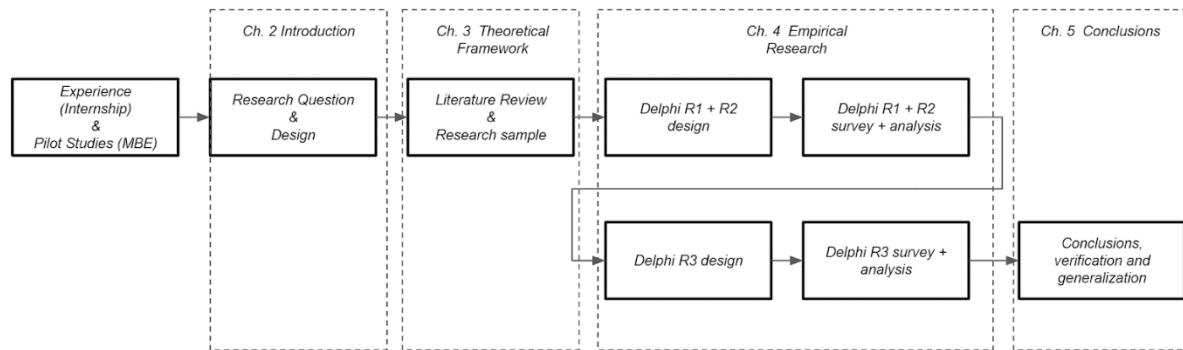 Ch. 2 Introduction
Ch. 3 Theoretical
Framework
Ch. 4 Empirical
Research
Ch. 5 Conclusions
Experience
(Internship)
&
Pilot Studies (MBE)
Research Question
&
Design
Literature Review
&
Research sample
Delphi R1 + R2
design
Delphi R1 + R2
survey + analysis
Delphi R3 design
Delphi R3 survey +
analysis
Conclusions,
verification and
generalization